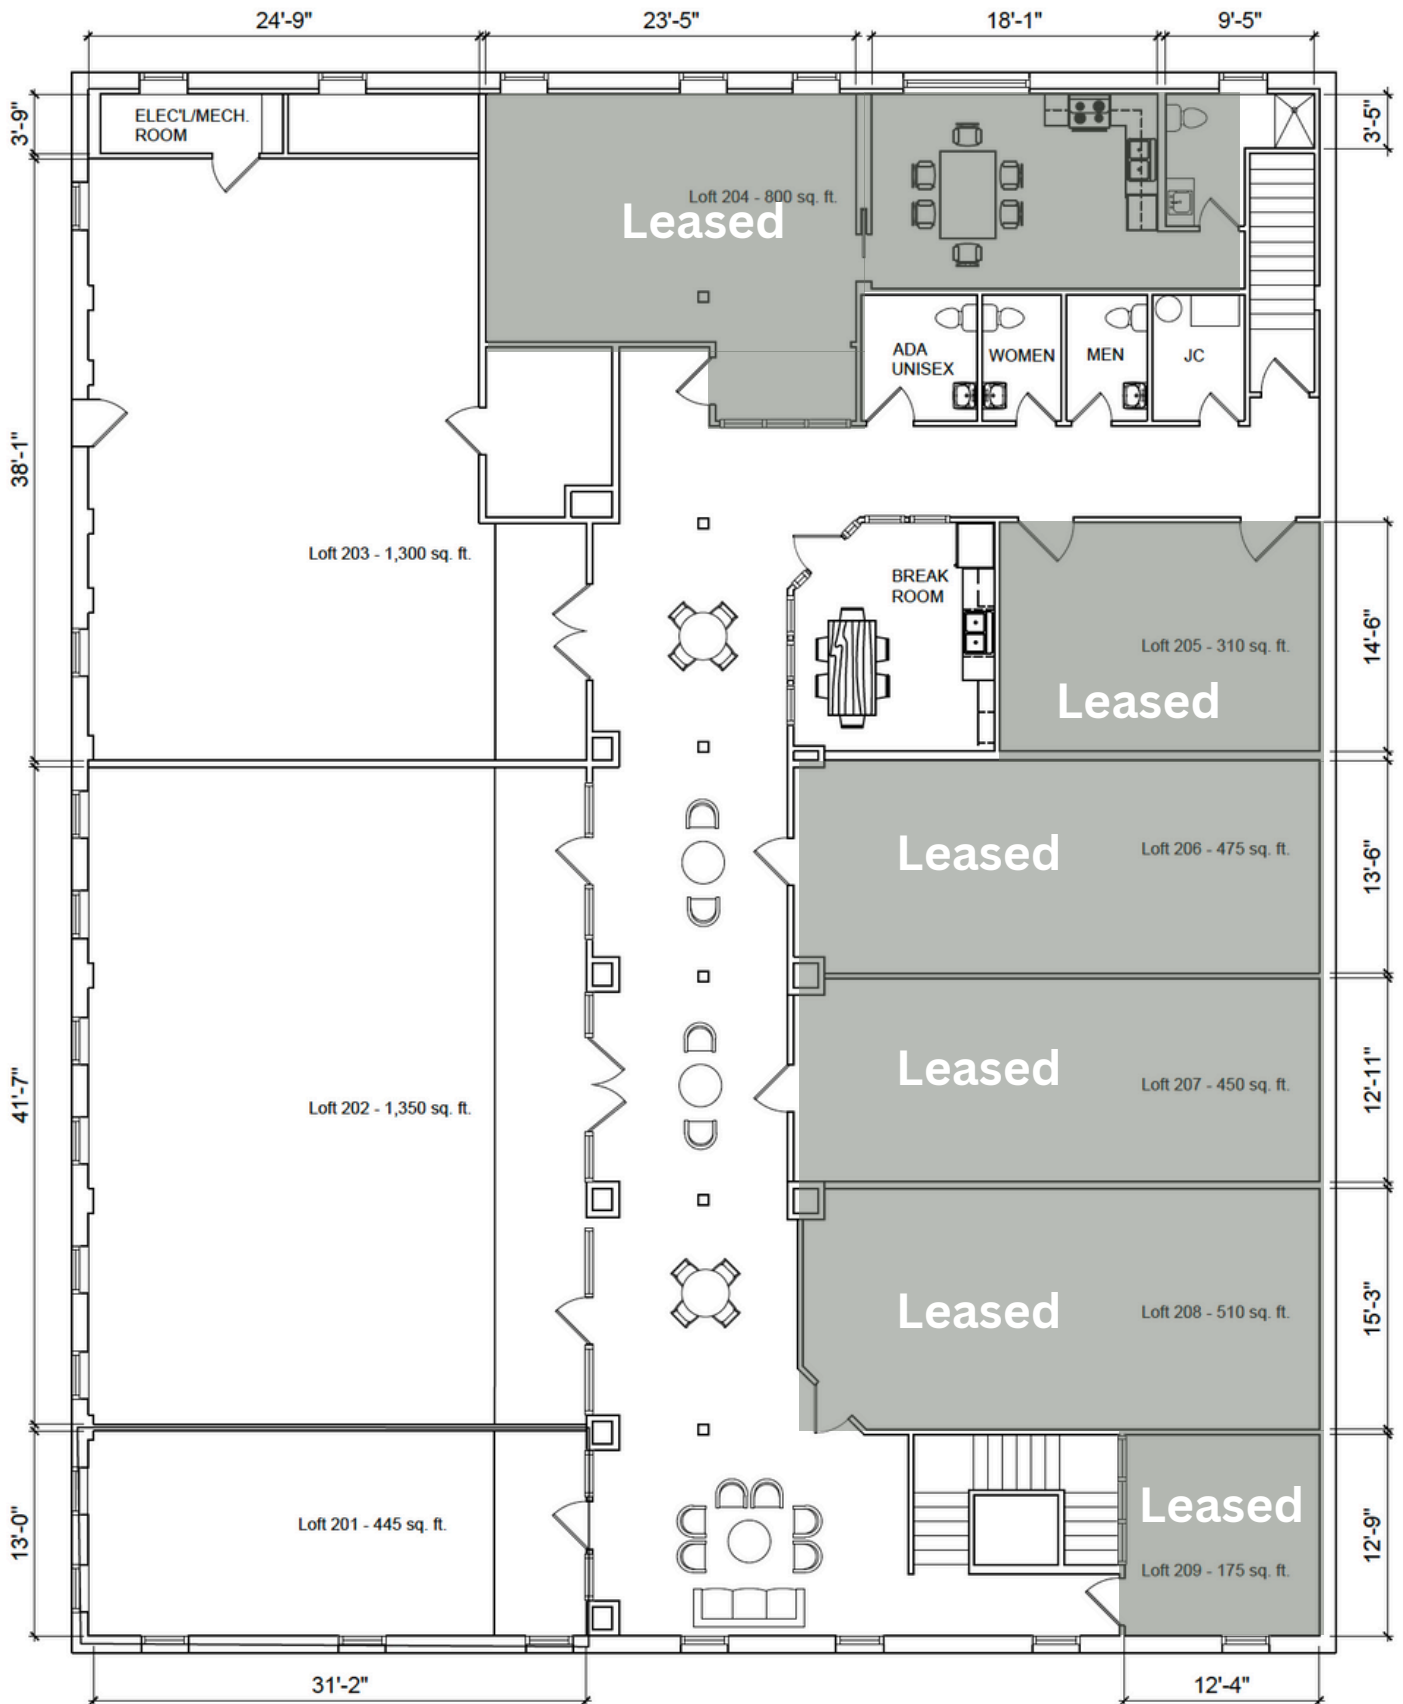 24'-9"
23'-5"
18'-1"
9'-5"
3'-9"
ELEC'L/MECH.
ROOM
3'-5"
Loft 204 - 800 sq. ft.
Leased
ADA
UNISEX
WOMEN
MEN
JC
38'-1"
Loft 203 - 1,300 sq. ft.
BREAK
ROOM
Loft 205 - 310 sq. ft.
Leased
14'-6"
Leased
Loft 206 - 475 sq. ft.
13'-6"
41'-7"
Loft 202 - 1,350 sq. ft.
Leased
Loft 207 - 450 sq. ft.
12'-11"
Leased
Loft 208 - 510 sq. ft.
15'-3"
13'-0"
Loft 201 - 445 sq. ft.
Leased
Loft 209 - 175 sq. ft.
12'-9"
31'-2"
12'-4"